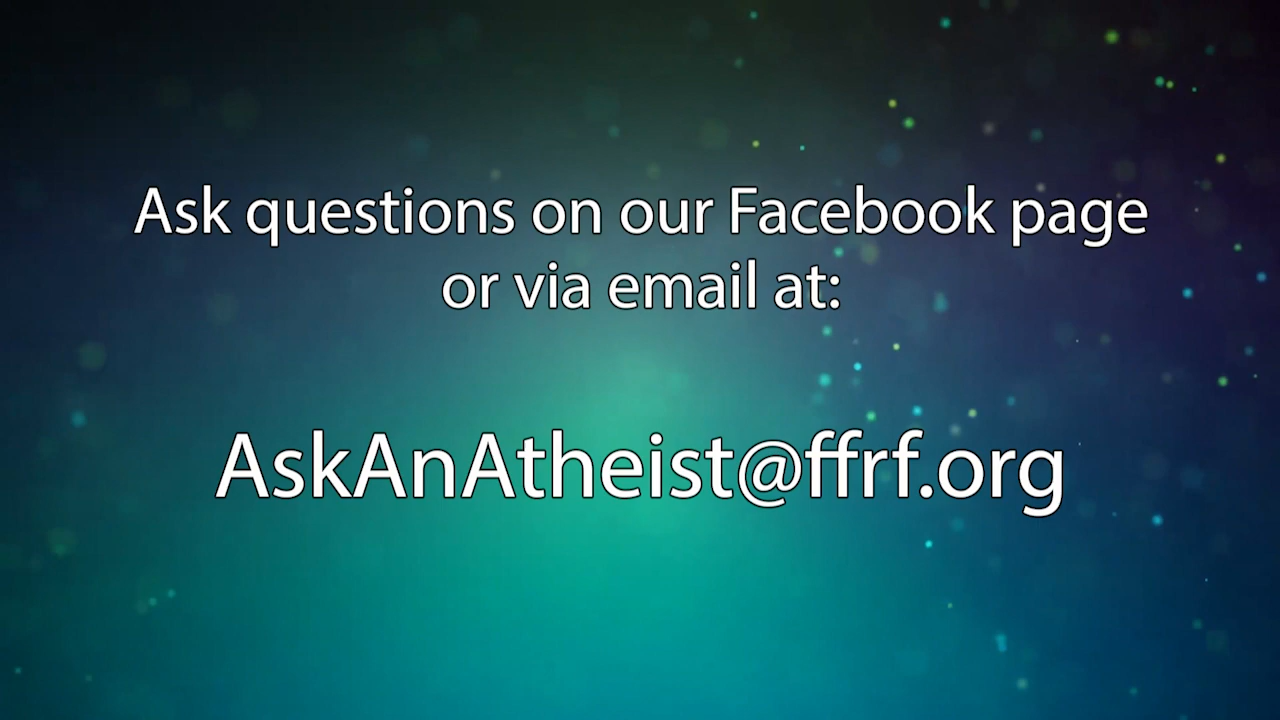 Ask questions on our Facebook page
or via email at:
AskAnAtheist@ffrf.org